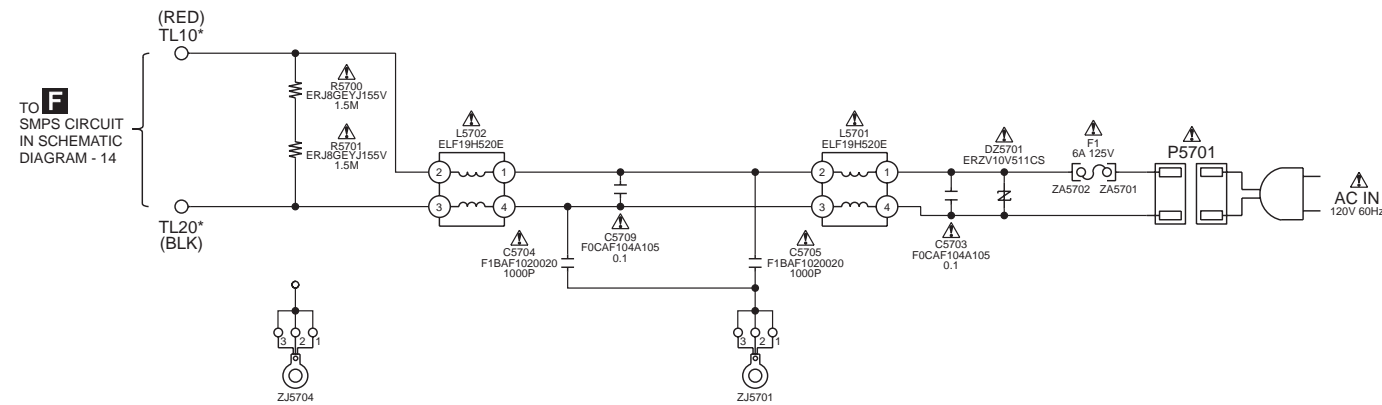 (RED)
TL10*
TO F
SMPS CIRCUIT
IN SCHEMATIC
DIAGRAM - 14
R5700
ERJ8GEYJ155V
1.5M
R5701
ERJ8GEYJ155V
1.5M
TL20*
(BLK)
L5702
ELF19H520E
2 1
3 4
C5704
F1BAF1020020
1000P
C5709
F0CAF104A105
0.1
C5705
F1BAF1020020
1000P
L5701
ELF19H520E
2 1
3 4
C5703
F0CAF104A105
0.1
DZ5701
ERZV10V511CS
F1
6A 125V
ZA5702 ZA5701
P5701
AC IN
120V 60Hz
3 2 1
ZJ5704
3 2 1
ZJ5701